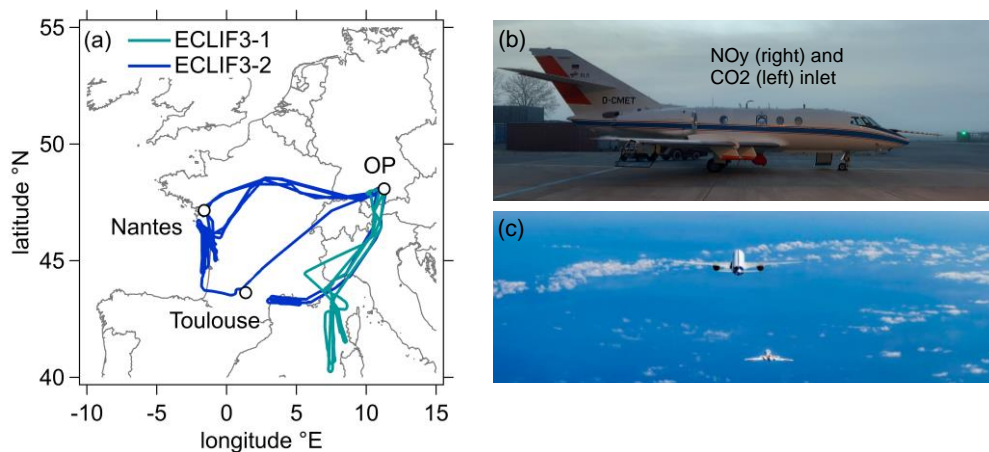 (a)
ECLIF3-1
ECLIF3-2
OP
Nantes
Toulouse
55
50
45
40
latitude °N
-10
-5
0
5
10
15
longitude °E
(b)
NOy (right) and
CO2 (left) inlet
D-CMET
(c)